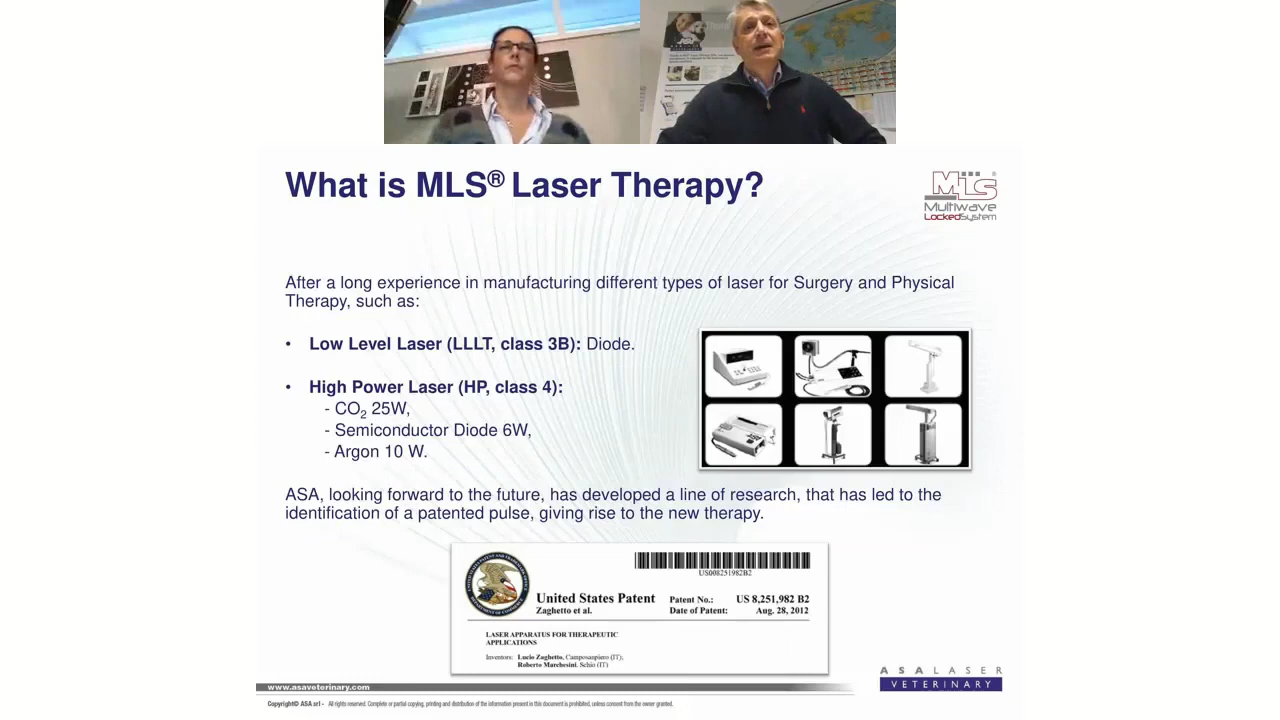 What is MLS® Laser Therapy?
MLS®
Multiwave
LockedSystem
After a long experience in manufacturing different types of laser for Surgery and Physical
Therapy, such as:
• Low Level Laser (LLLT, class 3B): Diode.
• High Power Laser (HP, class 4):
- CO₂ 25W,
- Semiconductor Diode 6W,
- Argon 10 W.
ASA, looking forward to the future, has developed a line of research, that has led to the
identification of a patented pulse, giving rise to the new therapy.
US008251982B2
United States Patent
Zaghetto et al.
Patent No.: US 8,251,982 B2
Date of Patent: Aug. 28, 2012
LASER APPARATUS FOR THERAPEUTIC
APPLICATIONS
Inventors: Lucio Zaghetto, Camposanpiero (IT);
Roberto Marchesini, Schio (IT)
ASALASER
VETERINARY
www.asaveterinary.com
Copyright© ASA srl - All rights reserved. Complete or partial copying, printing and distribution of the information present in this document is prohibited, unless consent from the owner granted.